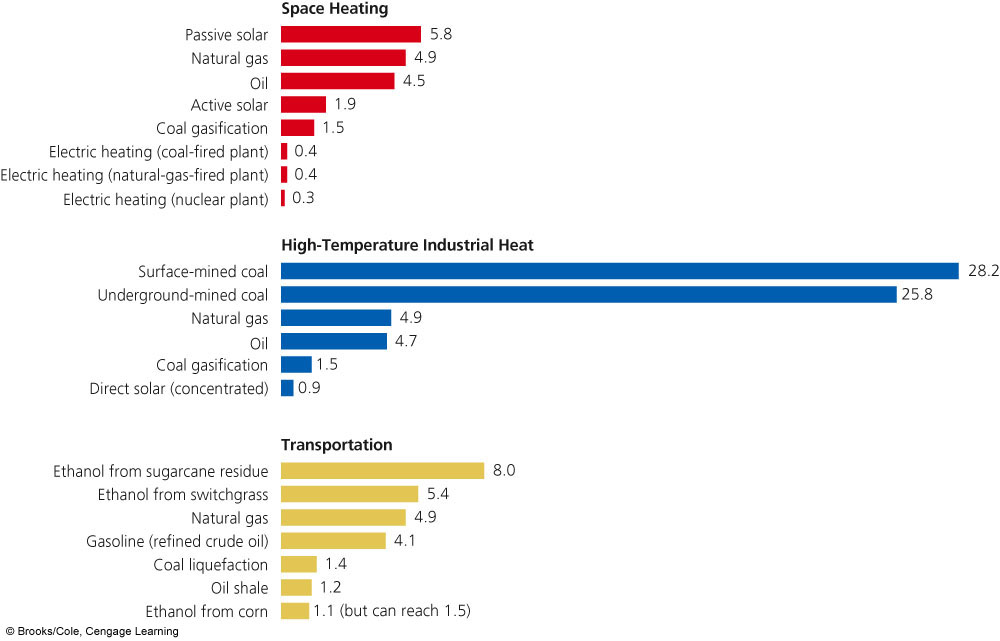 Space Heating
Passive solar 5.8
Natural gas 4.9
Oil 4.5
Active solar 1.9
Coal gasification 1.5
Electric heating (coal-fired plant) 0.4
Electric heating (natural-gas-fired plant) 0.4
Electric heating (nuclear plant) 0.3
High-Temperature Industrial Heat
Surface-mined coal 28.2
Underground-mined coal 25.8
Natural gas 4.9
Oil 4.7
Coal gasification 1.5
Direct solar (concentrated) 0.9
Transportation
Ethanol from sugarcane residue 8.0
Ethanol from switchgrass 5.4
Natural gas 4.9
Gasoline (refined crude oil) 4.1
Coal liquefaction 1.4
Oil shale 1.2
Ethanol from corn 1.1 (but can reach 1.5)
© Brooks/Cole, Cengage Learning